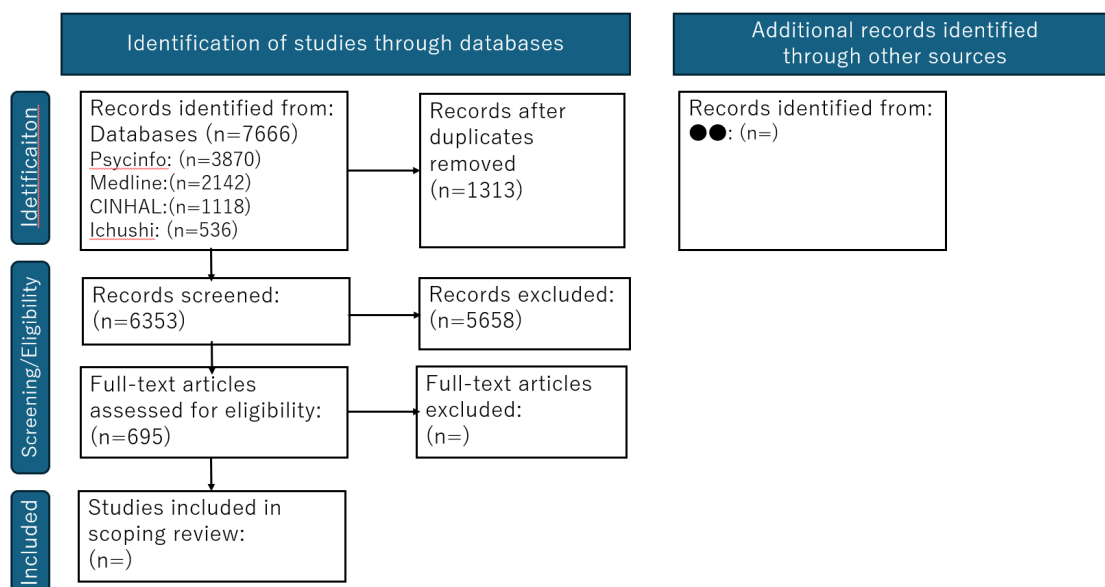 Identification of studies through databases
Additional records identified
through other sources
Idetificaiton
Records identified from:
Databases (n=7666)
Psycinfo: (n=3870)
Medline:(n=2142)
CINHAL:(n=1118)
Ichushi: (n=536)
Records after
duplicates
removed
(n=1313)
Records identified from:
●●: (n=)
Screening/Eligibility
Records screened:
(n=6353)
Records excluded:
(n=5658)
Full-text articles
assessed for eligibility:
(n=695)
Full-text articles
excluded:
(n=)
Included
Studies included in
scoping review:
(n=)